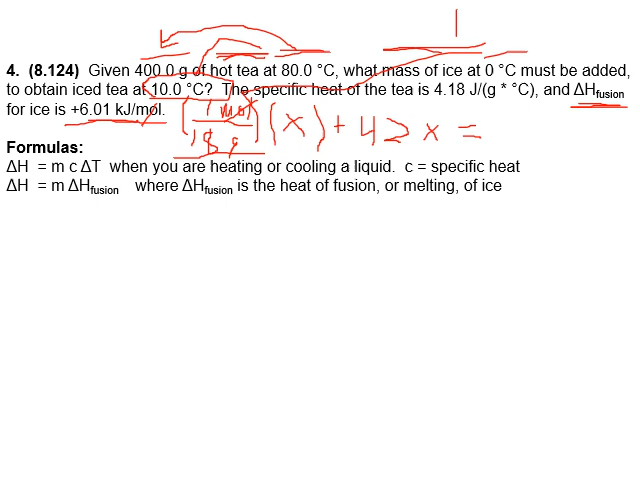 4. (8.124) Given 400.0 g of hot tea at 80.0 °C, what mass of ice at 0 °C must be added,
to obtain iced tea at 10.0 °C? The specific heat of the tea is 4.18 J/(g * °C), and ΔHfusion
for ice is +6.01 kJ/mol.
(1 mol / 18 g)(x) + 42 x =
Formulas:
ΔH = m c ΔT when you are heating or cooling a liquid. c = specific heat
ΔH = m ΔHfusion where ΔHfusion is the heat of fusion, or melting, of ice